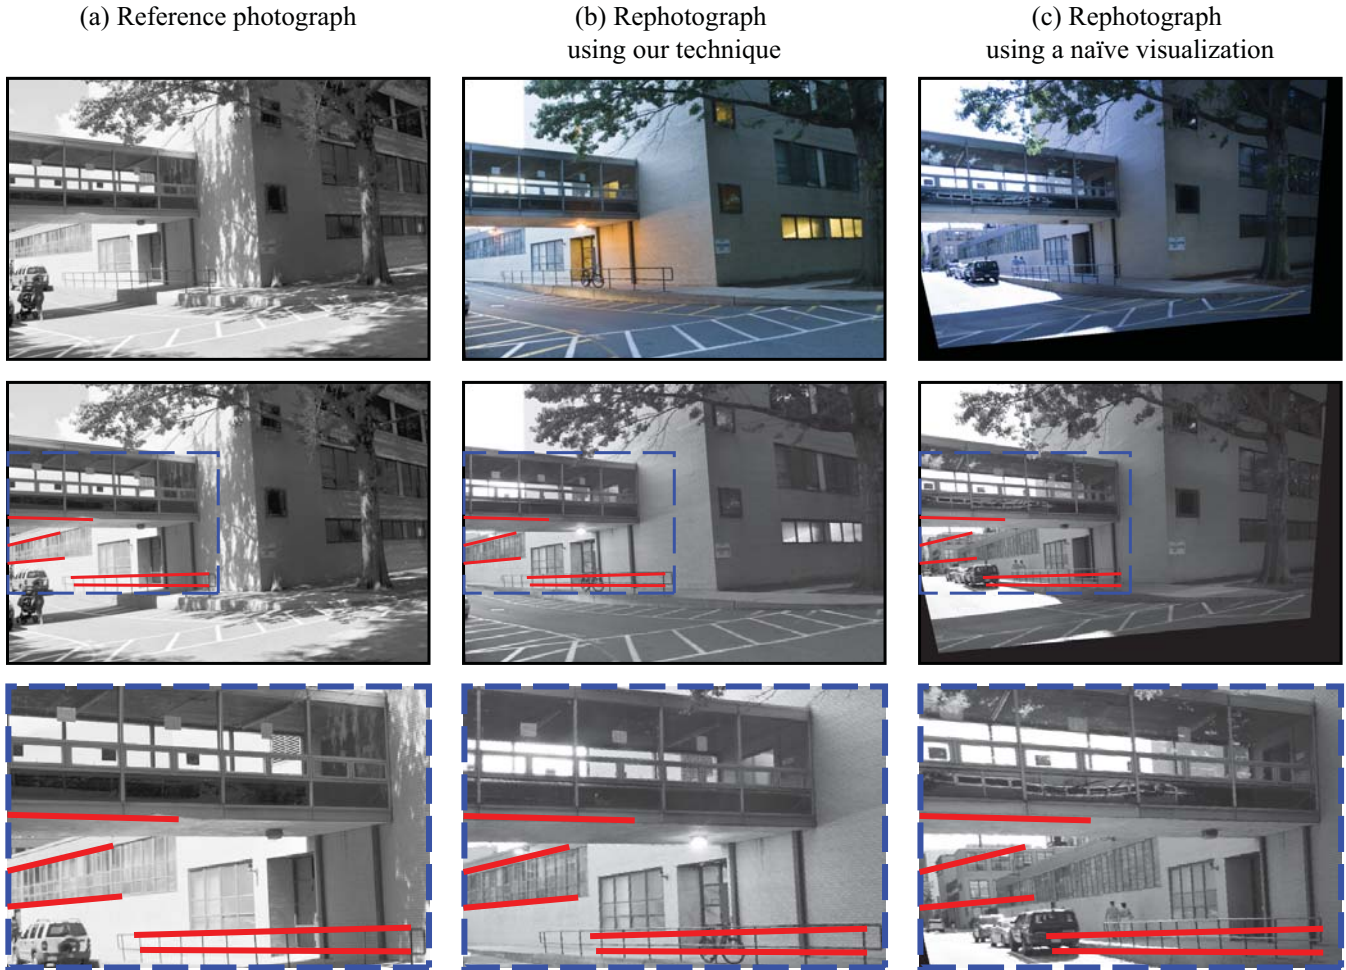 (a) Reference photograph
(b) Rephotograph
using our technique
(c) Rephotograph
using a naïve visualization